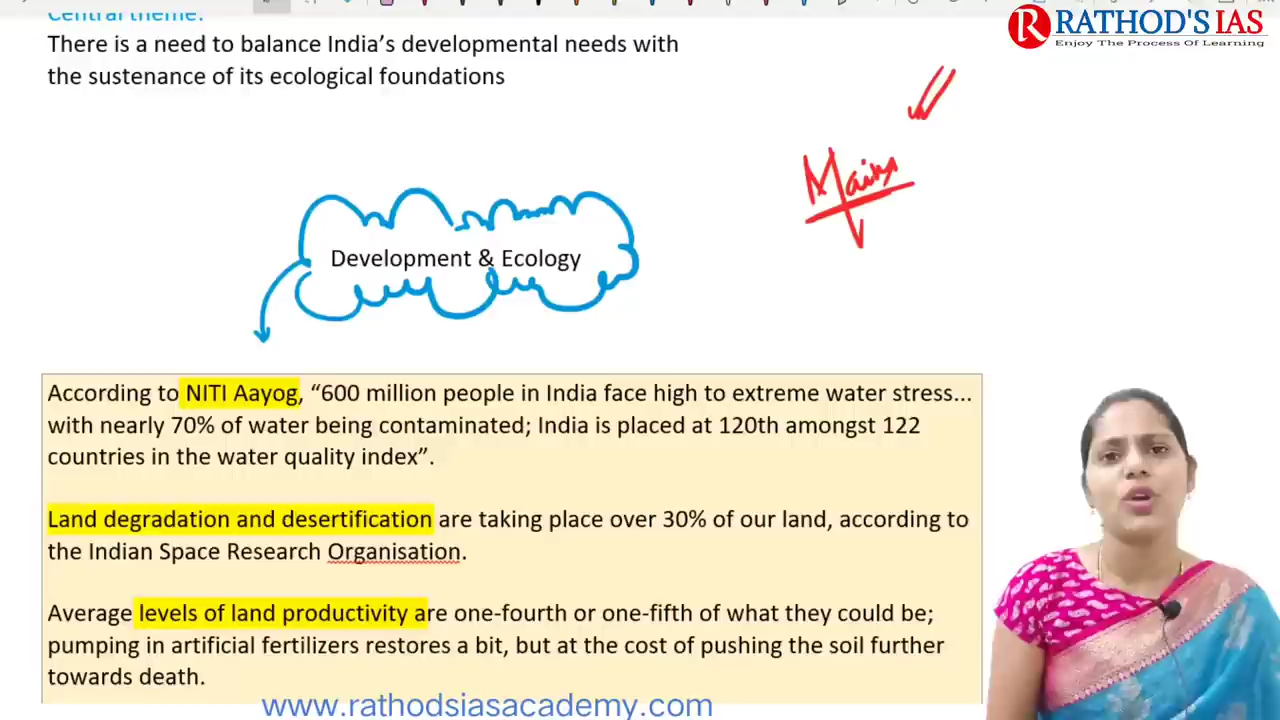 Central theme:
There is a need to balance India's developmental needs with
the sustenance of its ecological foundations
R RATHOD'S IAS
Enjoy The Process Of Learning
Mains
Development & Ecology
According to NITI Aayog, “600 million people in India face high to extreme water stress...
with nearly 70% of water being contaminated; India is placed at 120th amongst 122
countries in the water quality index”.
Land degradation and desertification are taking place over 30% of our land, according to
the Indian Space Research Organisation.
Average levels of land productivity are one-fourth or one-fifth of what they could be;
pumping in artificial fertilizers restores a bit, but at the cost of pushing the soil further
towards death.
www.rathodsiasacademy.com